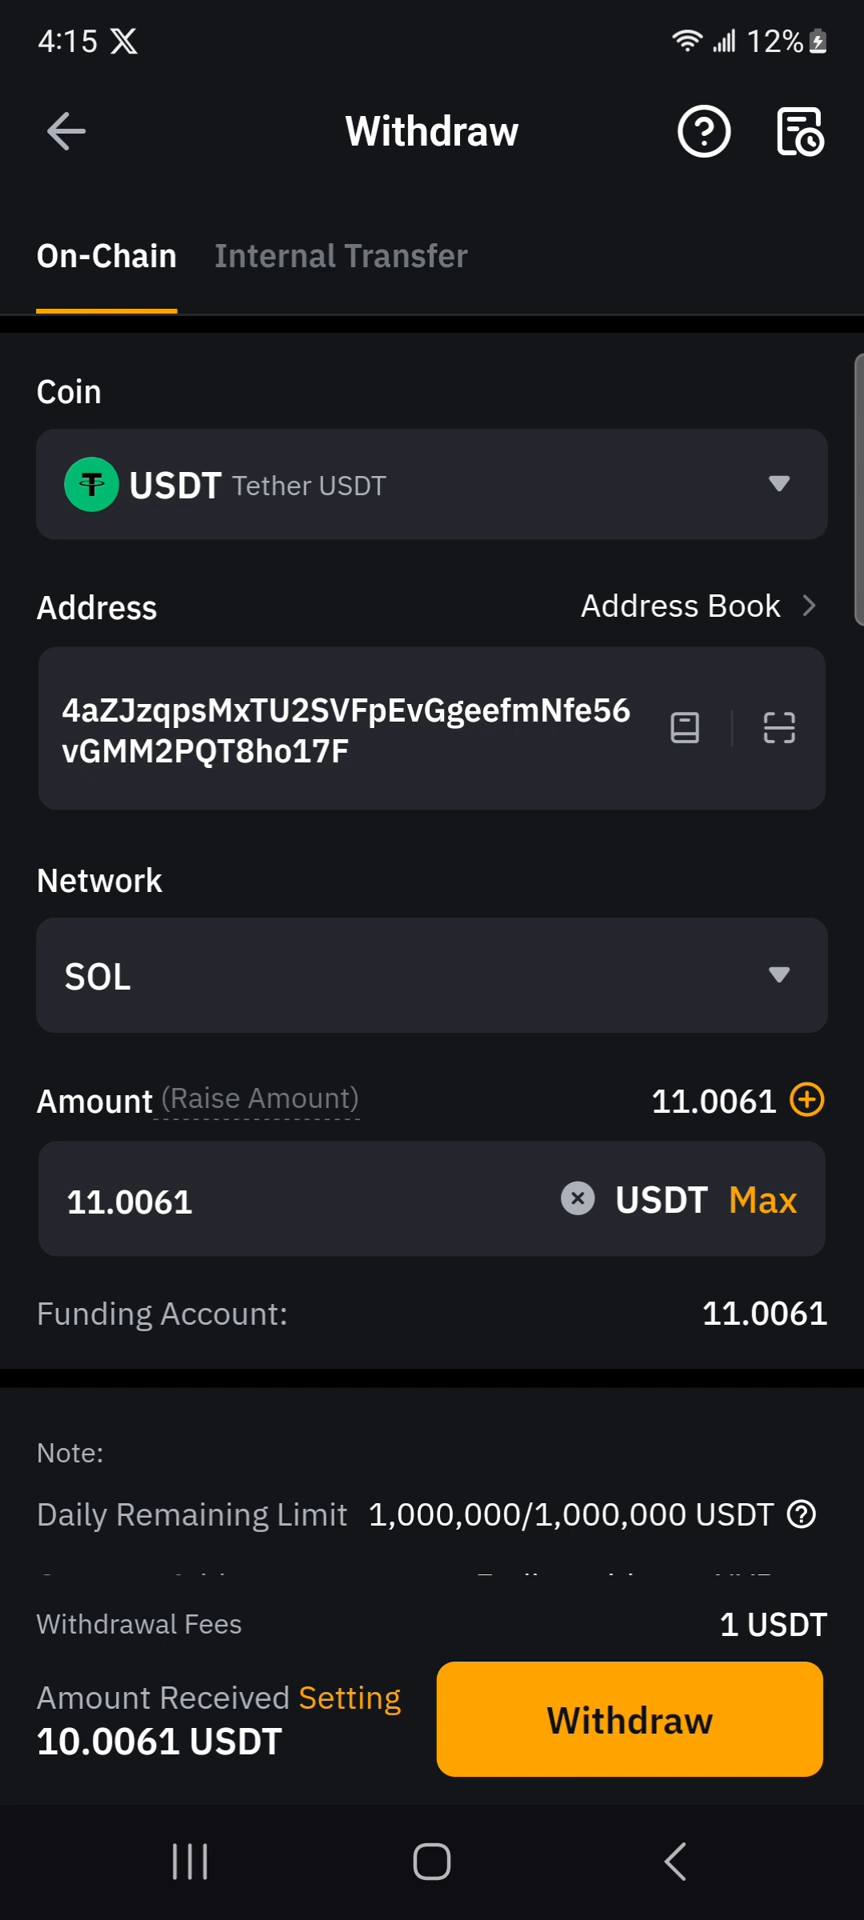 4:15 X 12%
Withdraw
On-Chain Internal Transfer
Coin
USDT Tether USDT
Address Address Book
4aZJzqpsMxTU2SVFpEvGgeefmNfe56
vGMM2PQT8ho17F
Network
SOL
Amount (Raise Amount) 11.0061
11.0061 USDT Max
Funding Account: 11.0061
Note:
Daily Remaining Limit 1,000,000/1,000,000 USDT
Withdrawal Fees 1 USDT
Amount Received Setting
10.0061 USDT
Withdraw